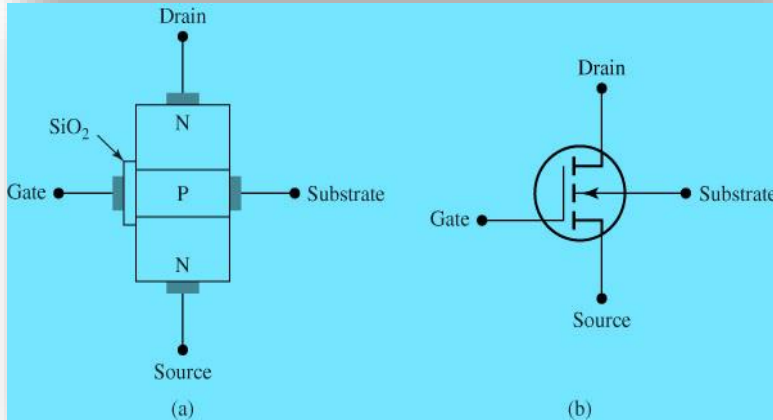 Drain
N
SiO₂
Gate
P
Substrate
N
Source
(a)
Drain
Substrate
Gate
Source
(b)